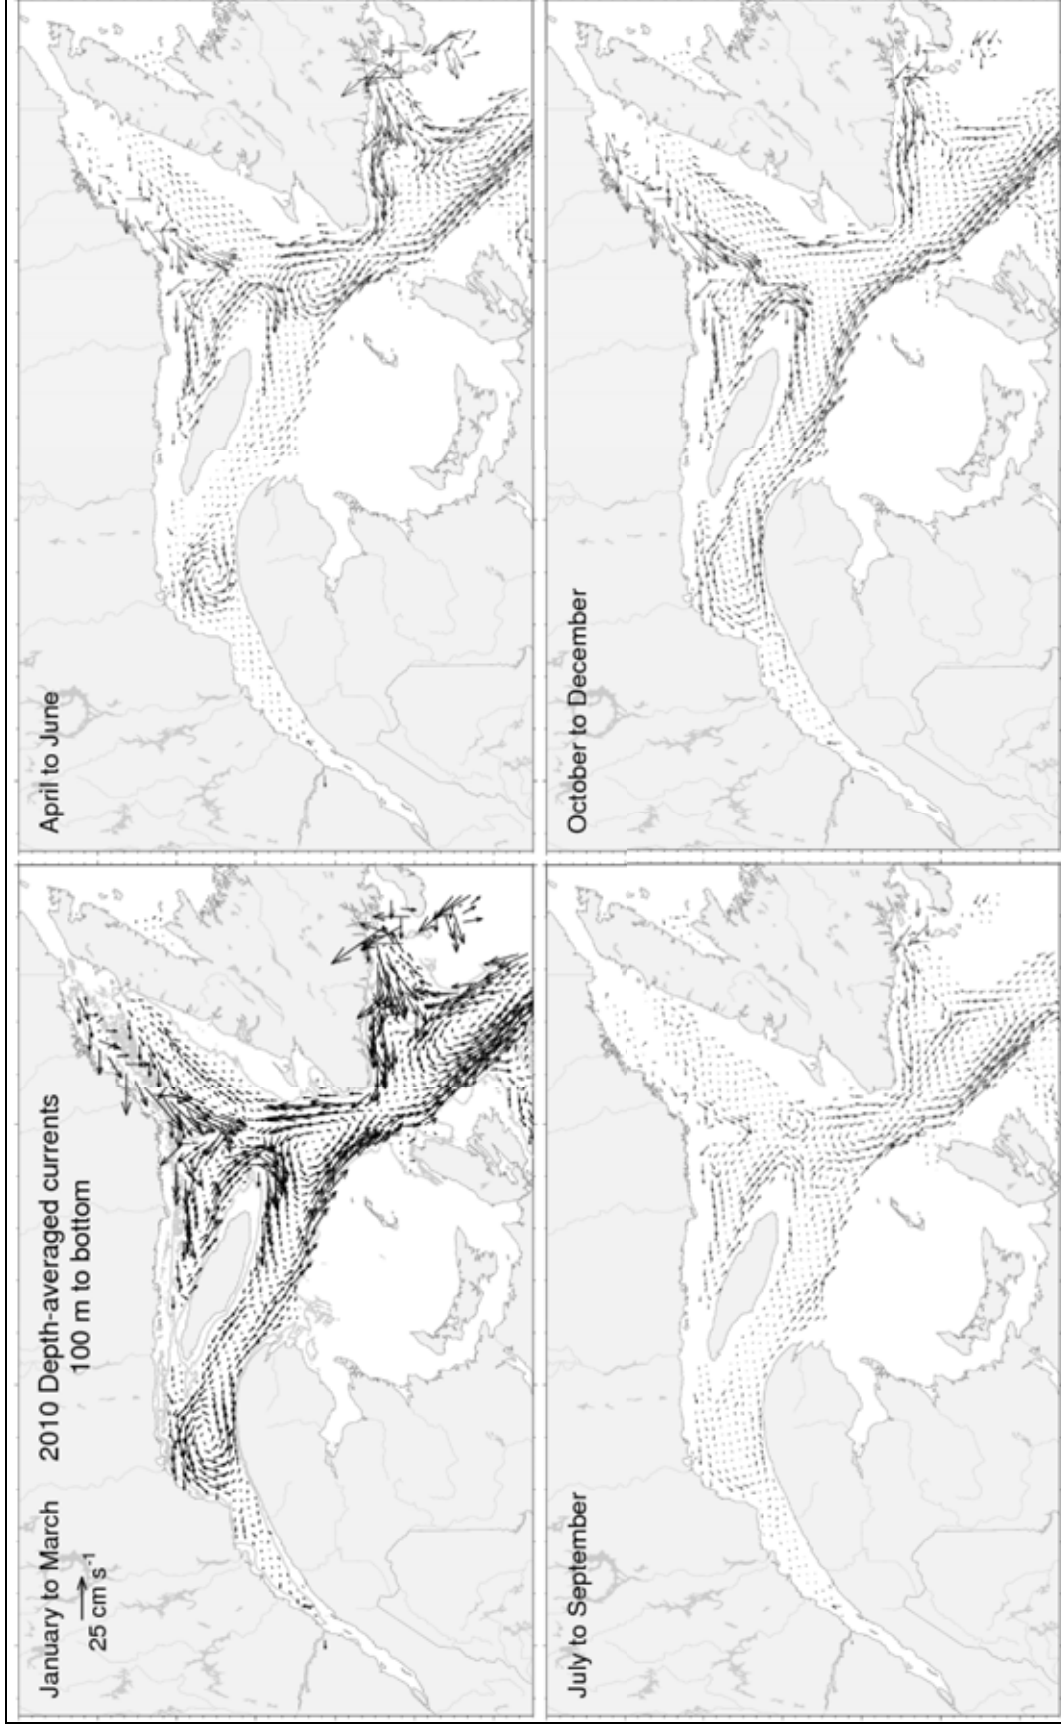 January to March
2010 Depth-averaged currents
100 m to bottom
25 cm s⁻¹
April to June
July to September
October to December